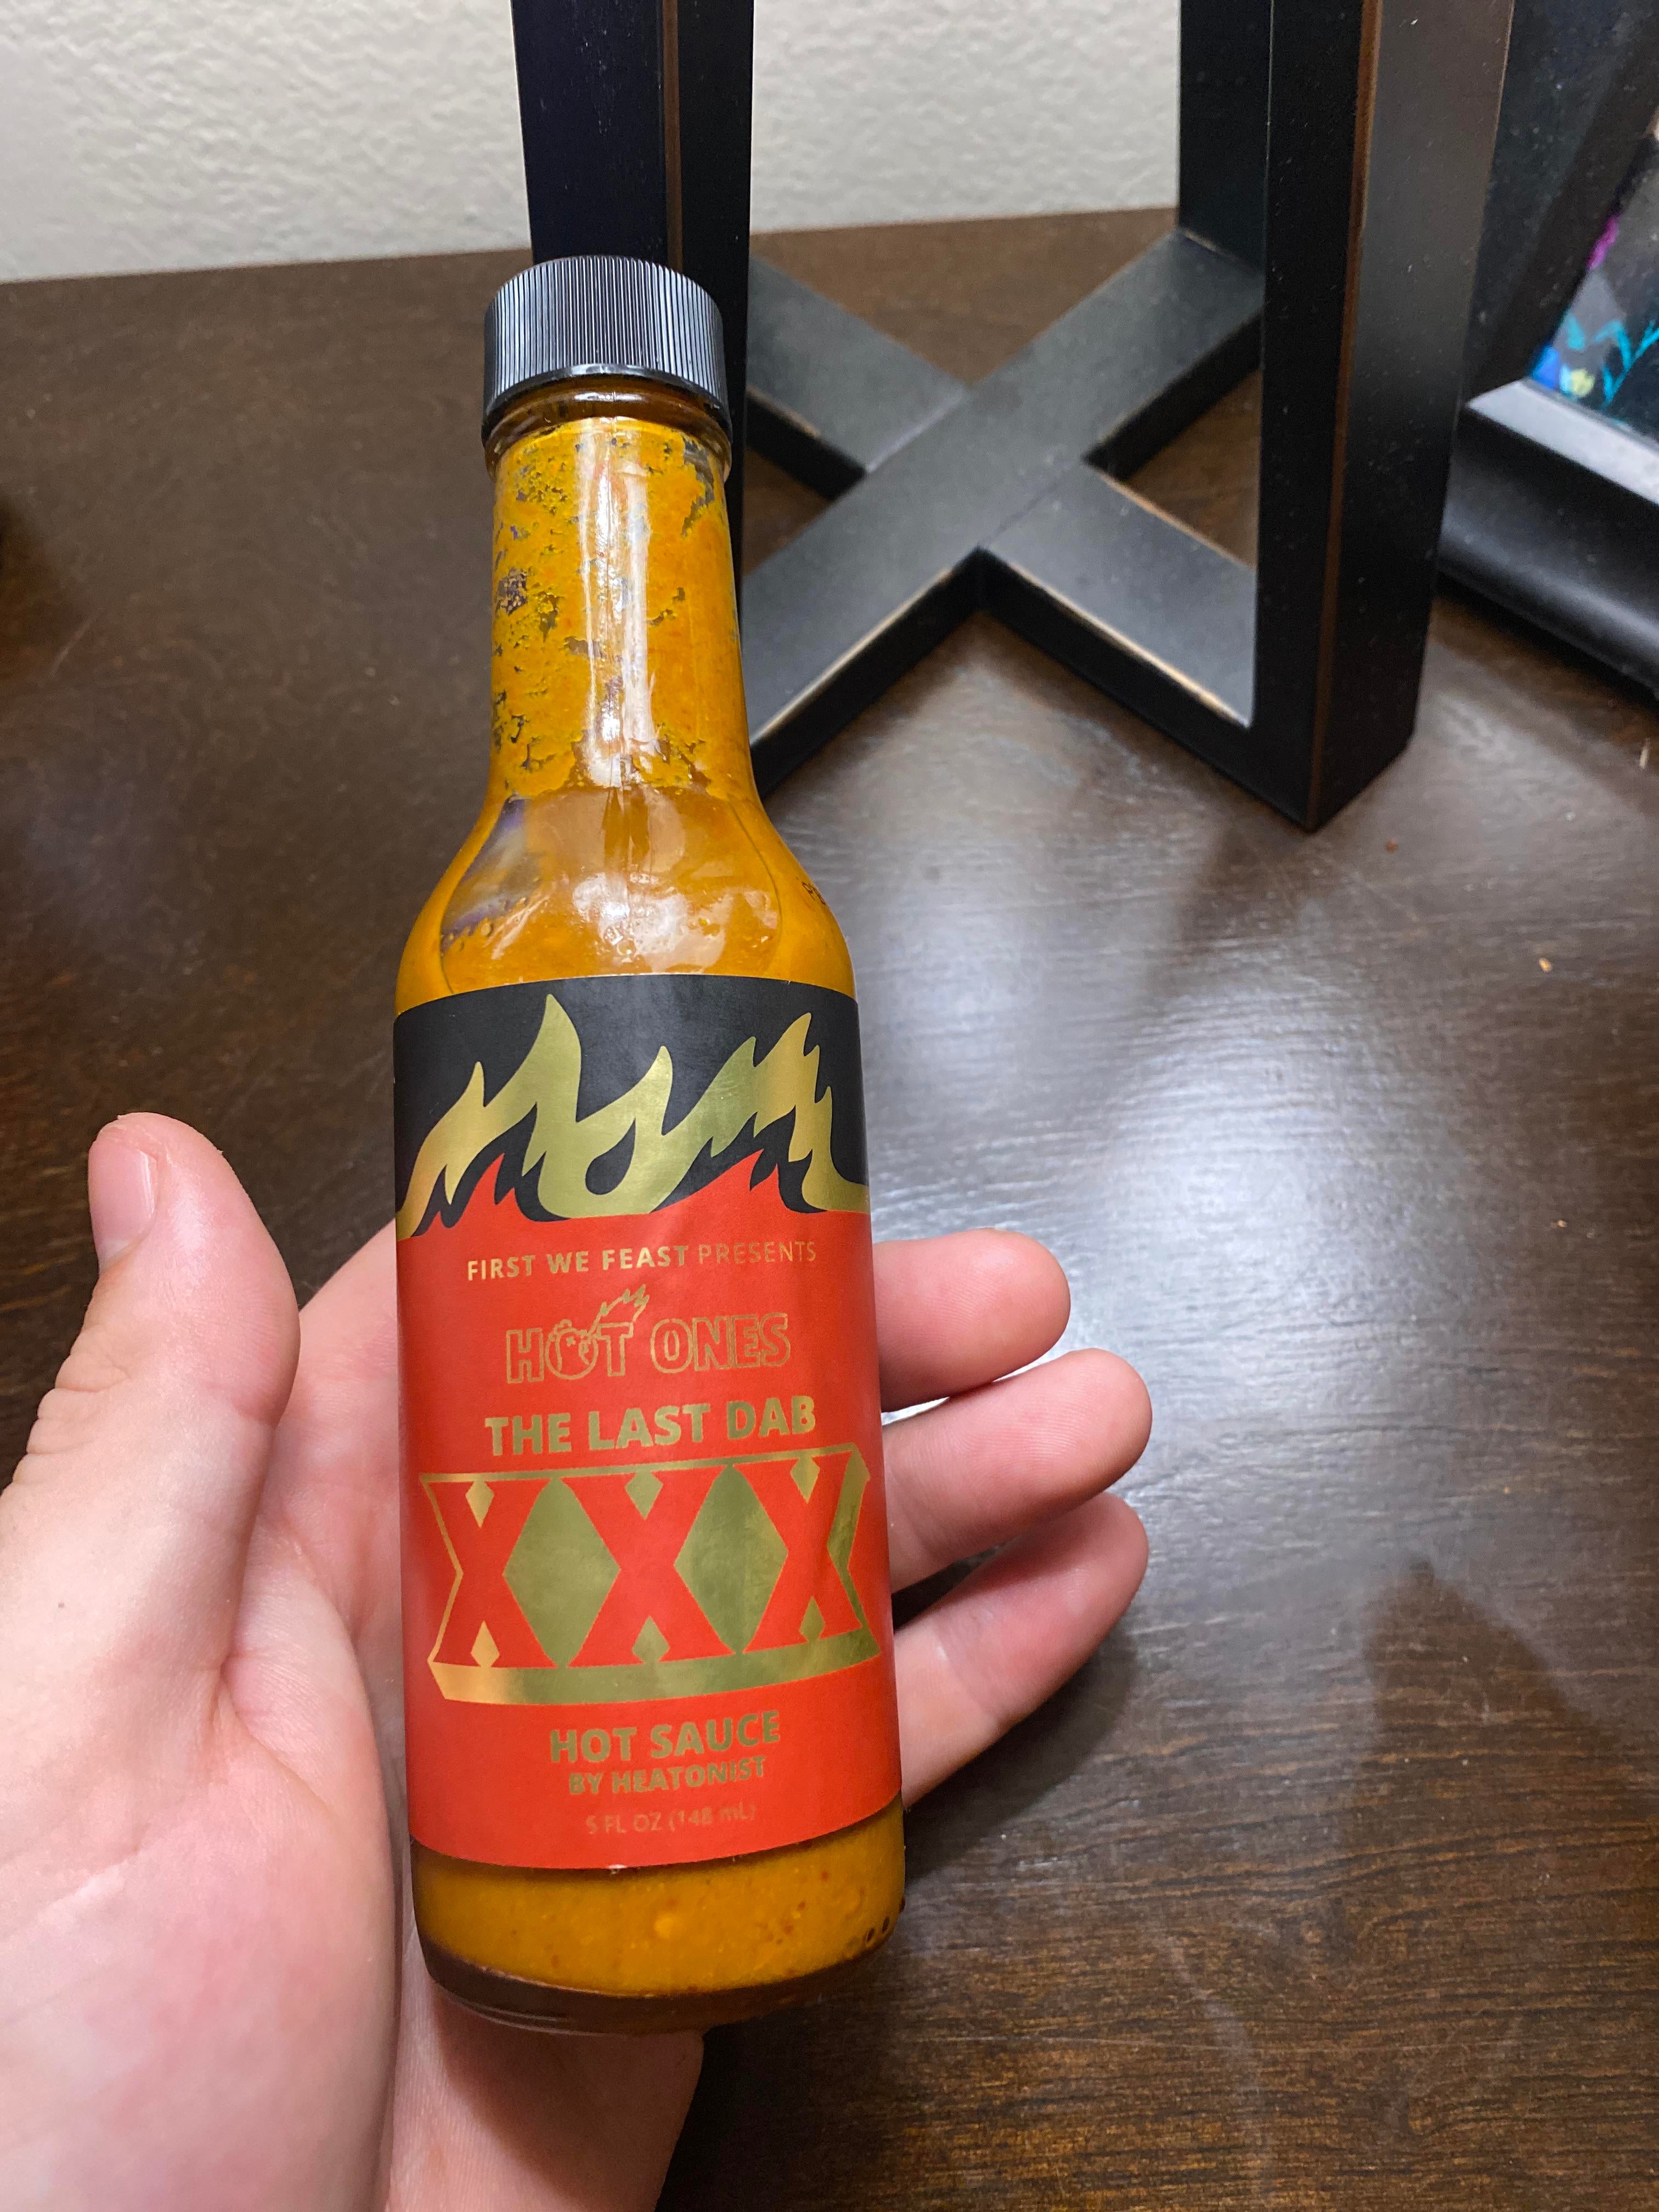 FIRST WE FEAST PRESENTS
HOT ONES
THE LAST DAB
XXX
HOT SAUCE
BY HEATONIST
5 FL OZ (148 mL)